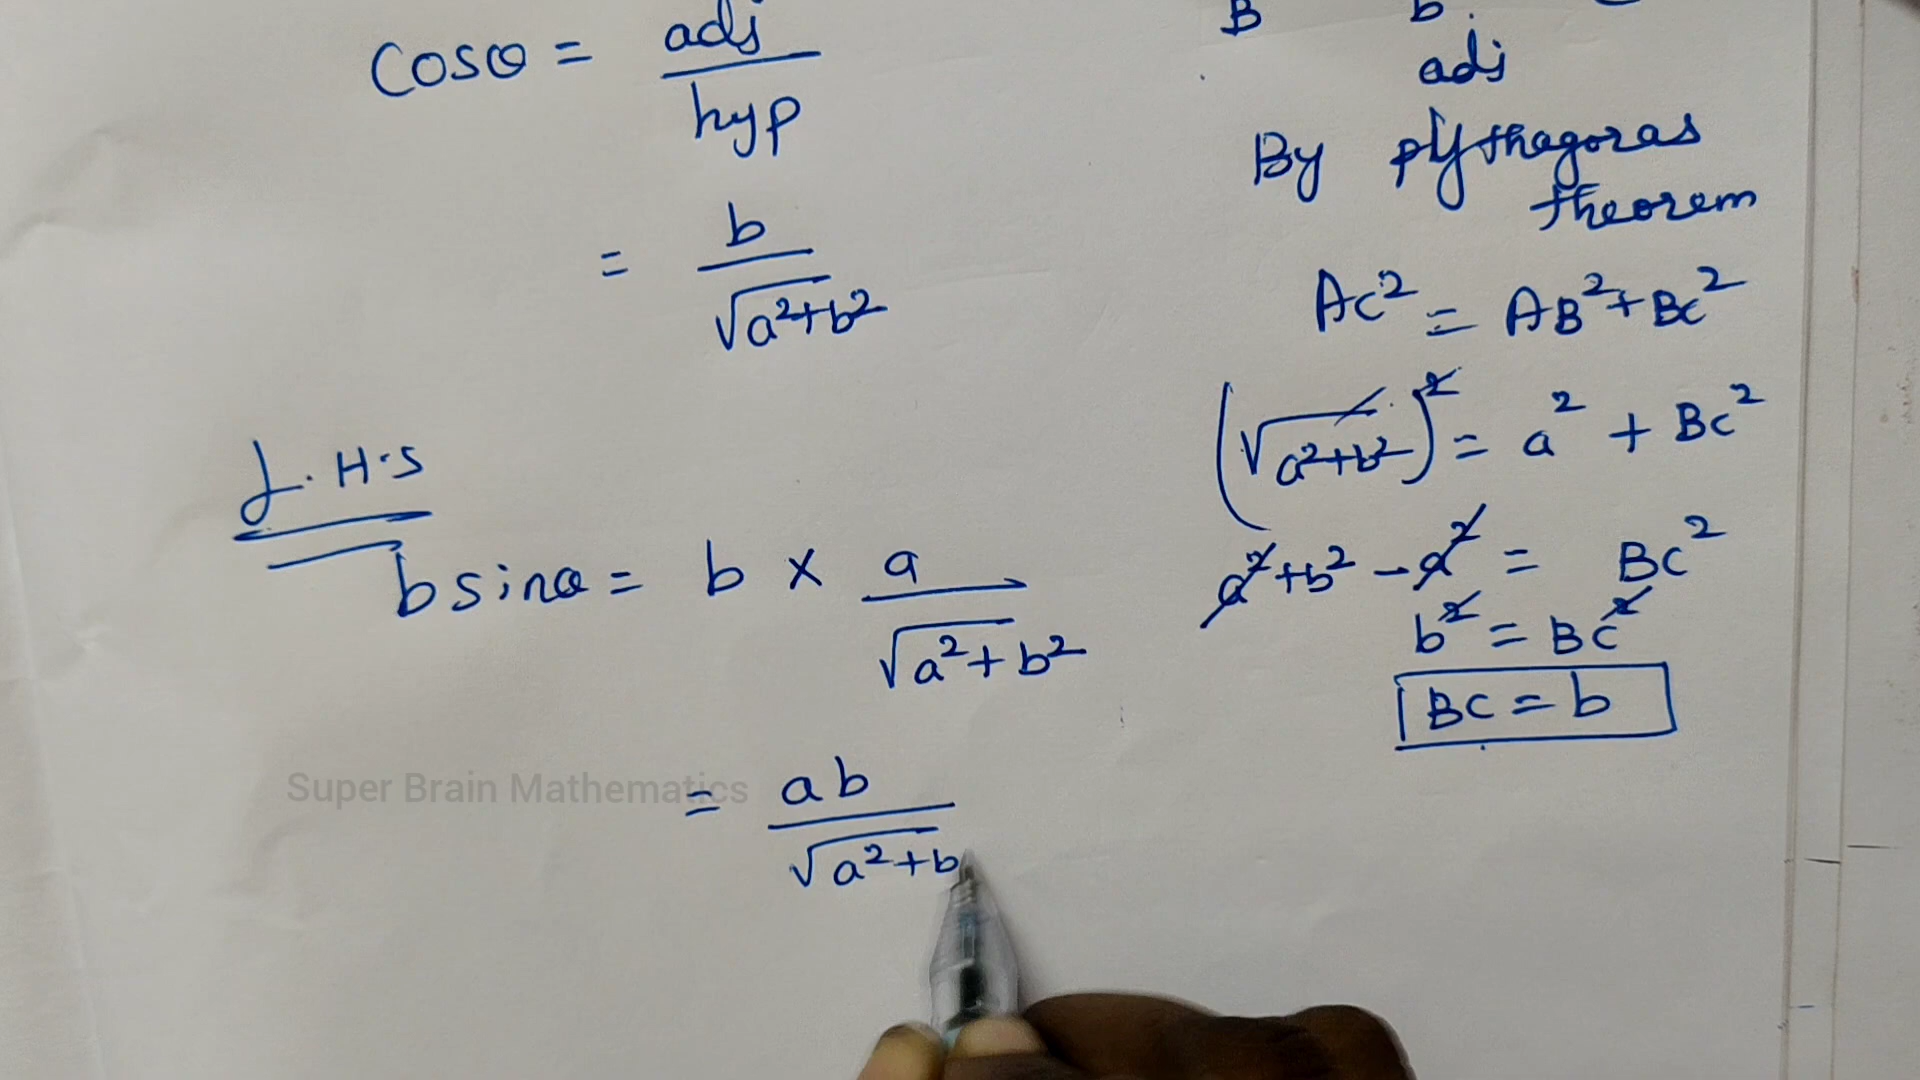 cosθ = adj / hyp
= b / √a²+b²
L.H.S
b sinθ = b × a / √a²+b²
= ab / √a²+b
B b
adj
By pythagoras
theorem
AC² = AB²+BC²
(√a²+b²)² = a² + BC²
a²+b²-a² = BC²
b² = BC²
BC = b
Super Brain Mathematics